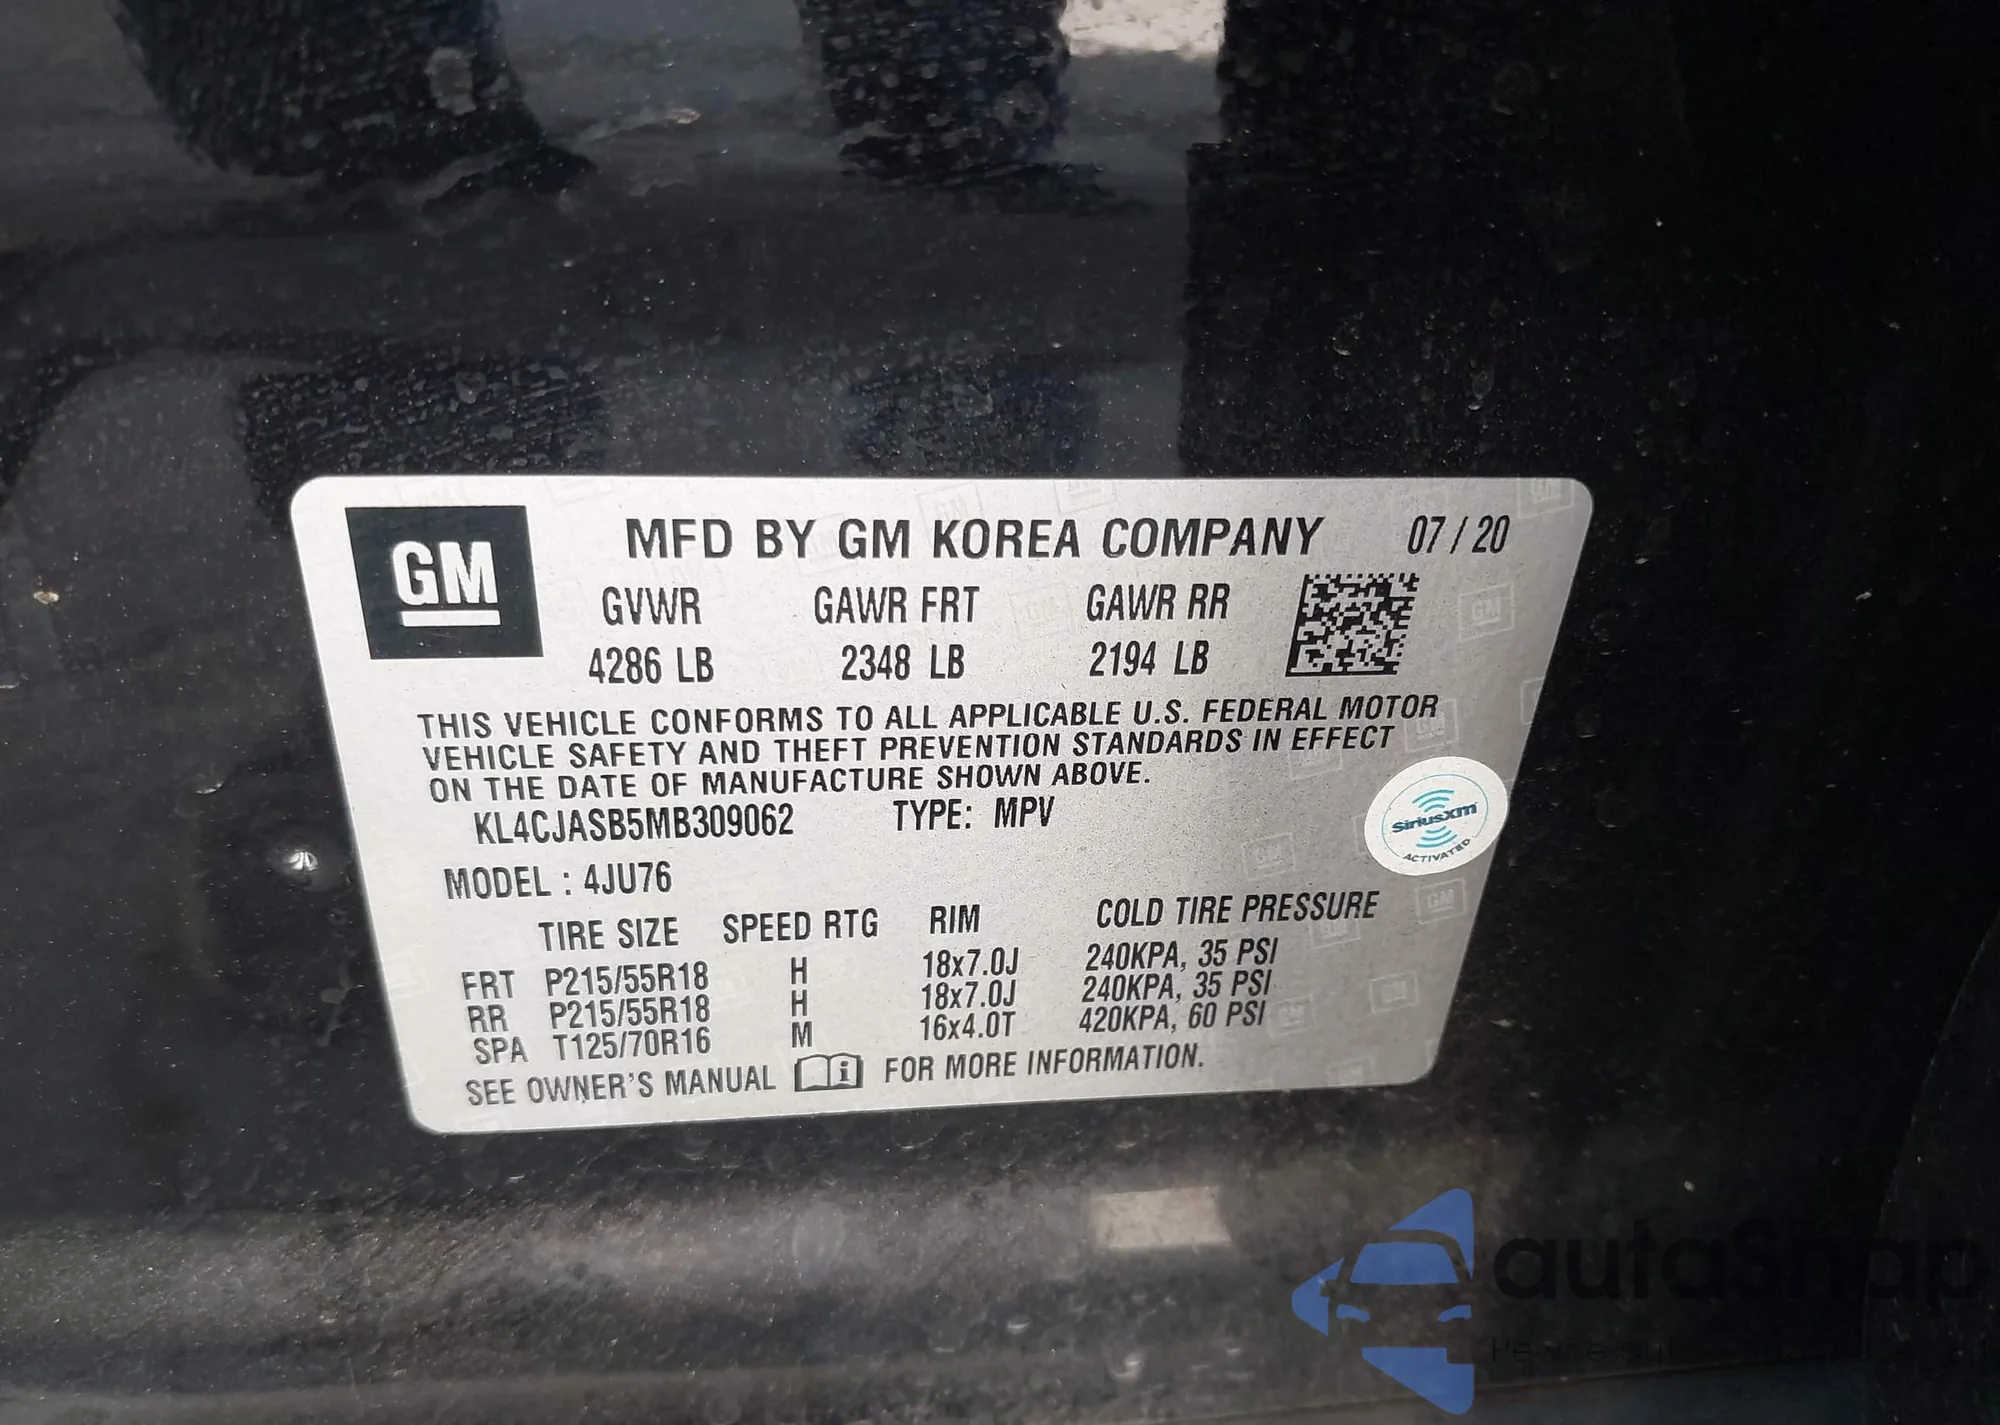 GM
MFD BY GM KOREA COMPANY 07/20
GVWR GAWR FRT GAWR RR
4286 LB 2348 LB 2194 LB
THIS VEHICLE CONFORMS TO ALL APPLICABLE U.S. FEDERAL MOTOR
VEHICLE SAFETY AND THEFT PREVENTION STANDARDS IN EFFECT
ON THE DATE OF MANUFACTURE SHOWN ABOVE.
KL4CJASB5MB309062 TYPE: MPV
SiriusXM
ACTIVATED
MODEL : 4JU76
TIRE SIZE SPEED RTG RIM COLD TIRE PRESSURE
FRT P215/55R18 H 18x7.0J 240KPA, 35 PSI
RR P215/55R18 H 18x7.0J 240KPA, 35 PSI
SPA T125/70R16 M 16x4.0T 420KPA, 60 PSI
SEE OWNER'S MANUAL i FOR MORE INFORMATION.
autaSnap